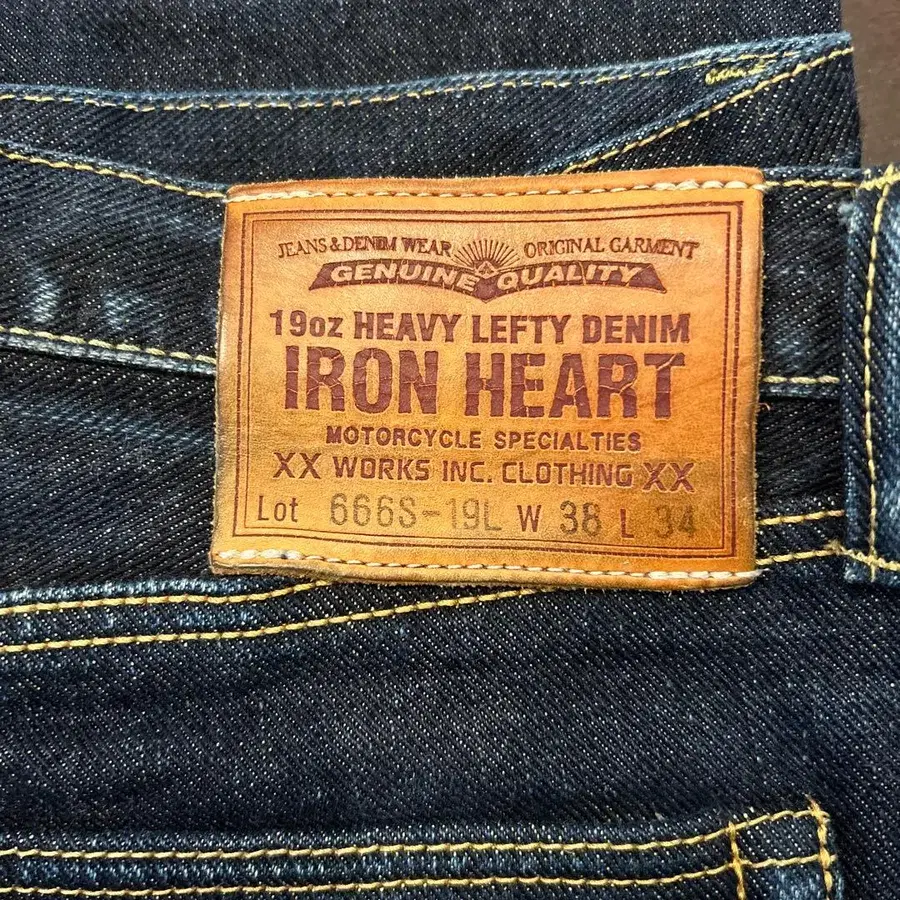 JEANS & DENIM WEAR ORIGINAL GARMENT
GENUINE QUALITY
19oz HEAVY LEFTY DENIM
IRON HEART
MOTORCYCLE SPECIALTIES
XX WORKS INC. CLOTHING XX
Lot 666S-19L W 38 L 34